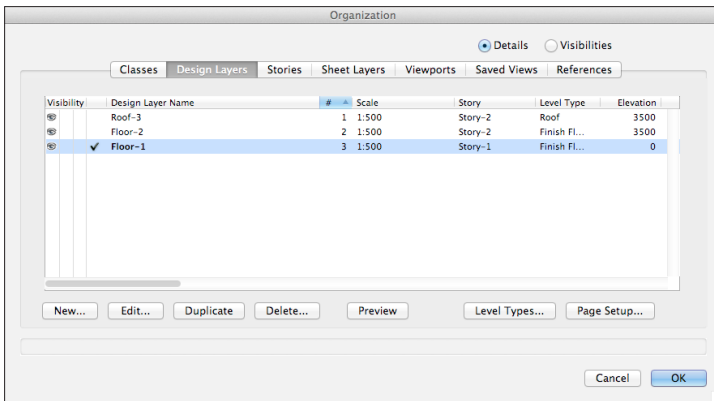 Organization
Details Visibilities
Classes Design Layers Stories Sheet Layers Viewports Saved Views References
Visibility Design Layer Name # Scale Story Level Type Elevation
Roof-3 1 1:500 Story-2 Roof 3500
Floor-2 2 1:500 Story-2 Finish Fl... 3500
Floor-1 3 1:500 Story-1 Finish Fl... 0
New... Edit... Duplicate Delete... Preview Level Types... Page Setup...
Cancel OK